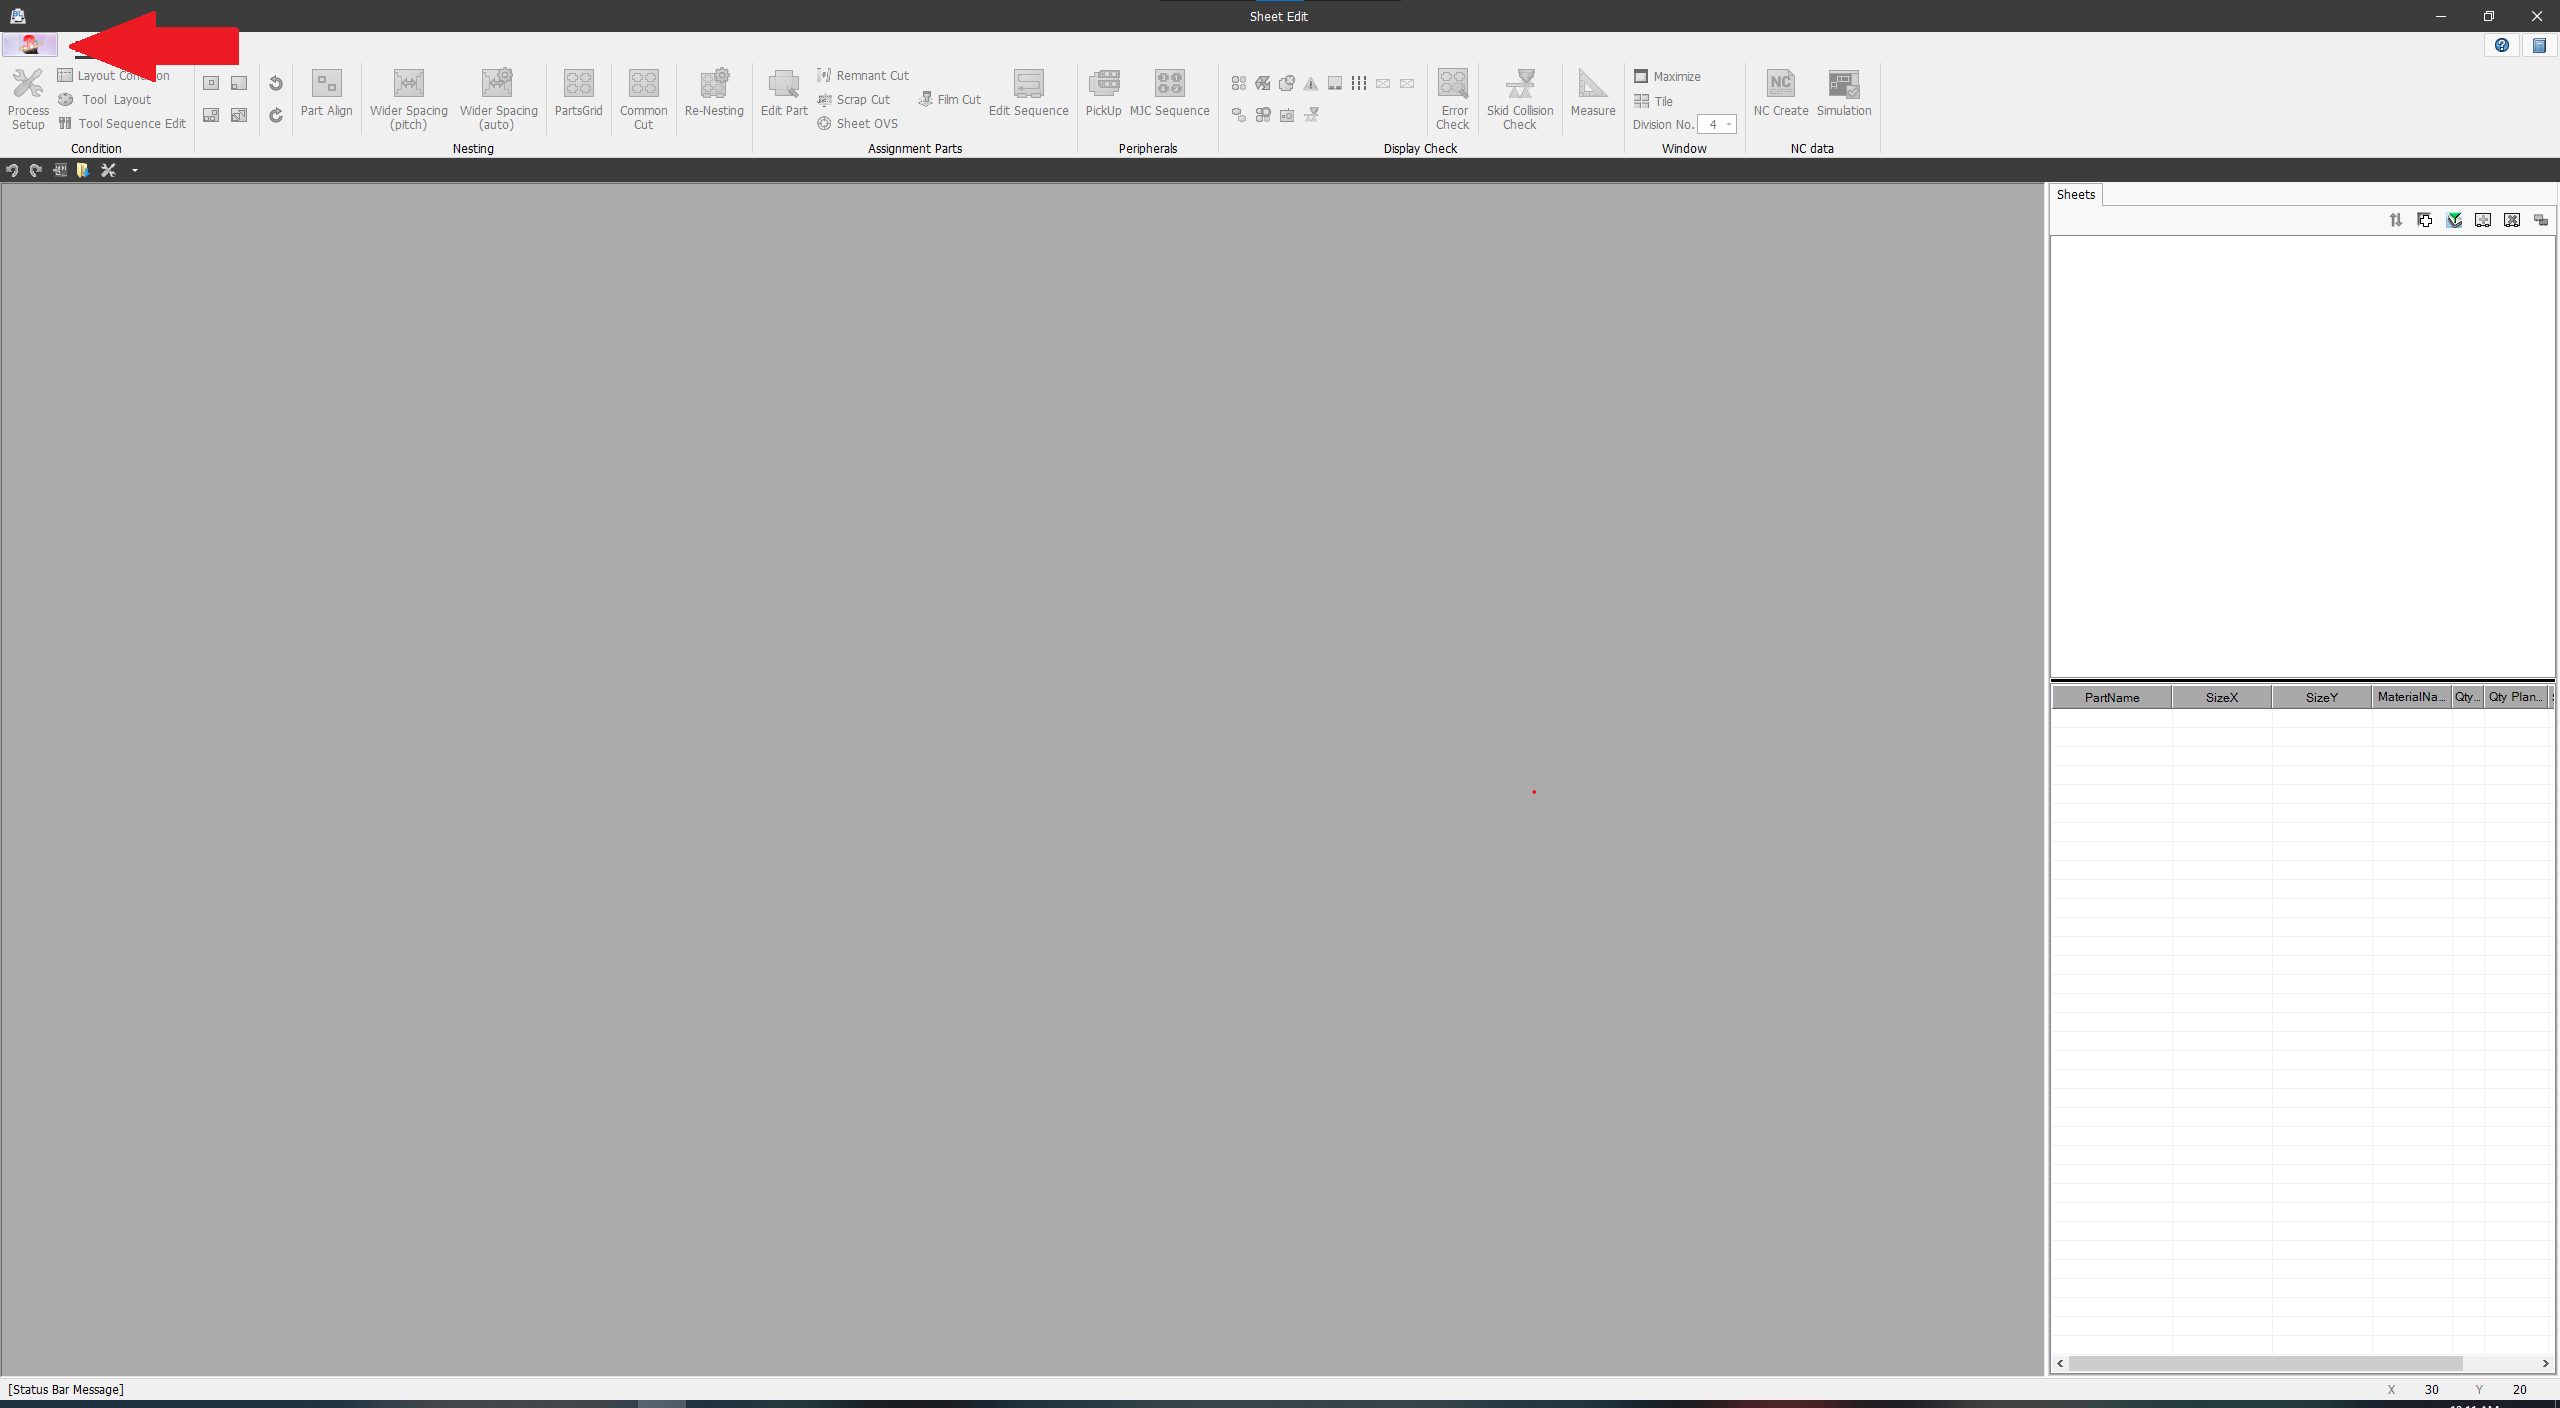 Sheet Edit
Process Setup
Layout Condition
Tool Layout
Tool Sequence Edit
Condition
Part Align
Wider Spacing (pitch)
Wider Spacing (auto)
PartsGrid
Common Cut
Re-Nesting
Nesting
Edit Part
Remnant Cut
Scrap Cut
Sheet OVS
Film Cut
Edit Sequence
Assignment Parts
PickUp
MJC Sequence
Peripherals
Error Check
Skid Collision Check
Measure
Display Check
Maximize
Tile
Division No. 4
Window
NC
NC Create
Simulation
NC data
Sheets
PartName SizeX SizeY MaterialNa... Qty... Qty Plan...
[Status Bar Message]
X 30 Y 20